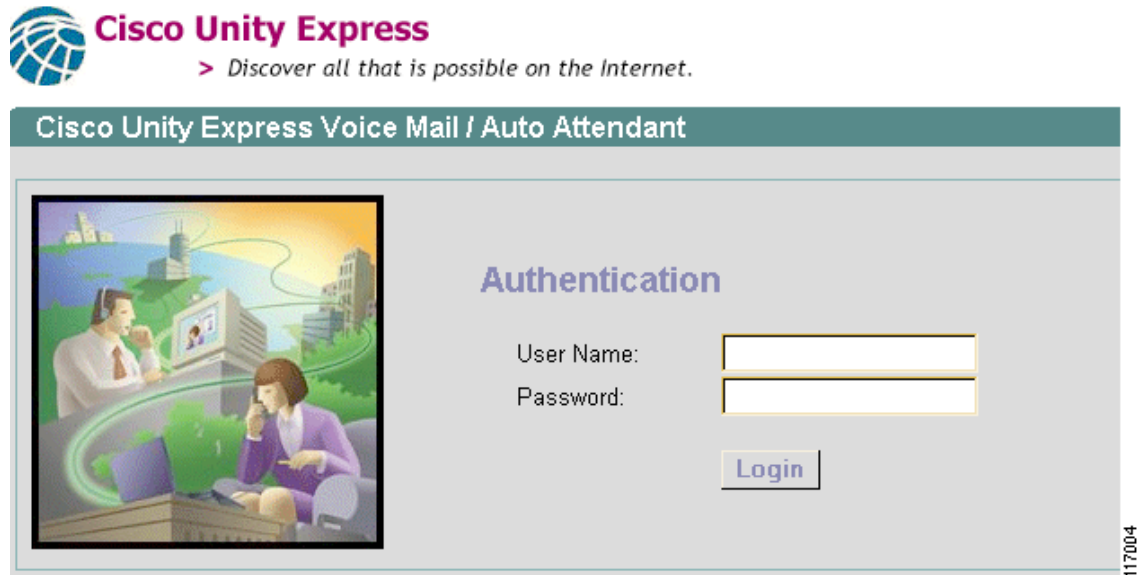 Cisco Unity Express
> Discover all that is possible on the Internet.
Cisco Unity Express Voice Mail / Auto Attendant
Authentication
User Name:
Password:
Login
117004